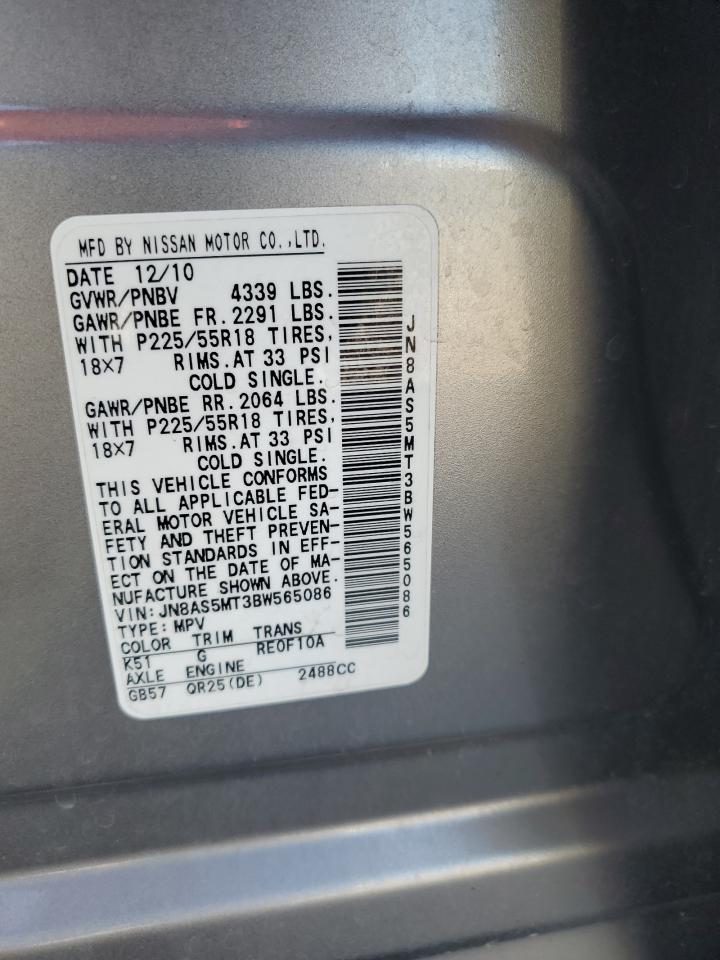 MFD BY NISSAN MOTOR CO.,LTD.
DATE 12/10
GVWR/PNBV 4339 LBS.
GAWR/PNBE FR. 2291 LBS.
WITH P225/55R18 TIRES,
18X7 RIMS. AT 33 PSI
COLD SINGLE.
GAWR/PNBE RR. 2064 LBS.
WITH P225/55R18 TIRES,
18X7 RIMS. AT 33 PSI
COLD SINGLE.
THIS VEHICLE CONFORMS
TO ALL APPLICABLE FED-
ERAL MOTOR VEHICLE SA-
FETY AND THEFT PREVEN-
TION STANDARDS IN EFF-
ECT ON THE DATE OF MA-
NUFACTURE SHOWN ABOVE.
VIN: JN8AS5MT3BW565086
TYPE: MPV
COLOR TRIM TRANS
K51 G RE0F10A
AXLE ENGINE
GB57 QR25(DE) 2488CC
JN8AS5MT3BW565086